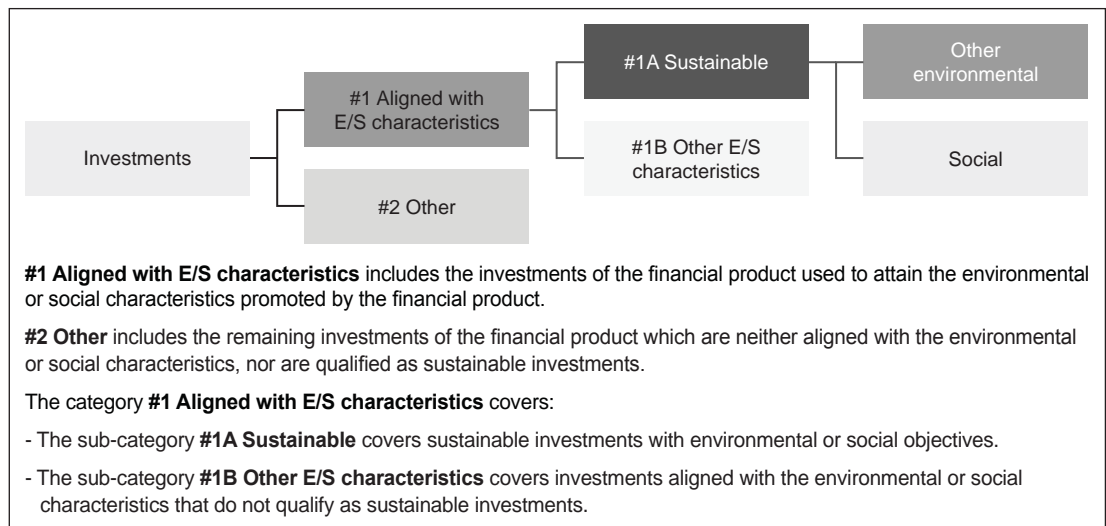 Investments
#1 Aligned with
E/S characteristics
#2 Other
#1A Sustainable
#1B Other E/S
characteristics
Other
environmental
Social
#1 Aligned with E/S characteristics includes the investments of the financial product used to attain the environmental
or social characteristics promoted by the financial product.
#2 Other includes the remaining investments of the financial product which are neither aligned with the environmental
or social characteristics, nor are qualified as sustainable investments.
The category #1 Aligned with E/S characteristics covers:
- The sub-category #1A Sustainable covers sustainable investments with environmental or social objectives.
- The sub-category #1B Other E/S characteristics covers investments aligned with the environmental or social
characteristics that do not qualify as sustainable investments.